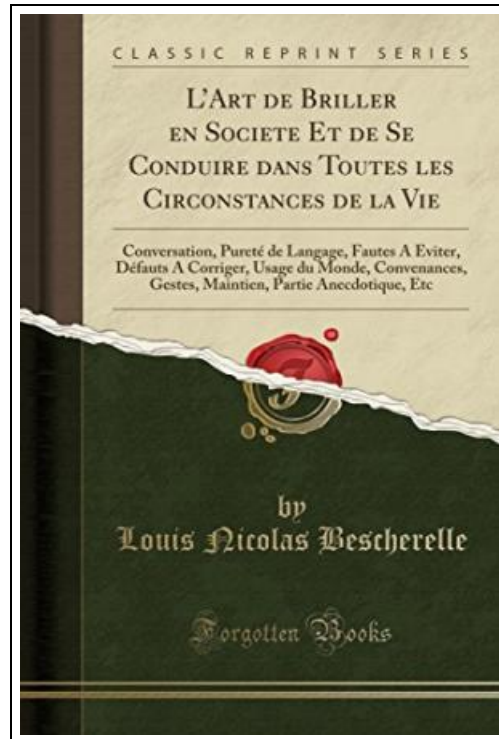 CLASSIC REPRINT SERIES
L'ART DE BRILLER
EN SOCIETE ET DE SE
CONDUIRE DANS TOUTES LES
CIRCONSTANCES DE LA VIE
Conversation, Pureté de Langage, Fautes A Eviter,
Défauts A Corriger, Usage du Monde, Convenances,
Gestes, Maintien, Partie Anecdotique, Etc
by
Louis Nicolas Bescherelle
Forgotten Books